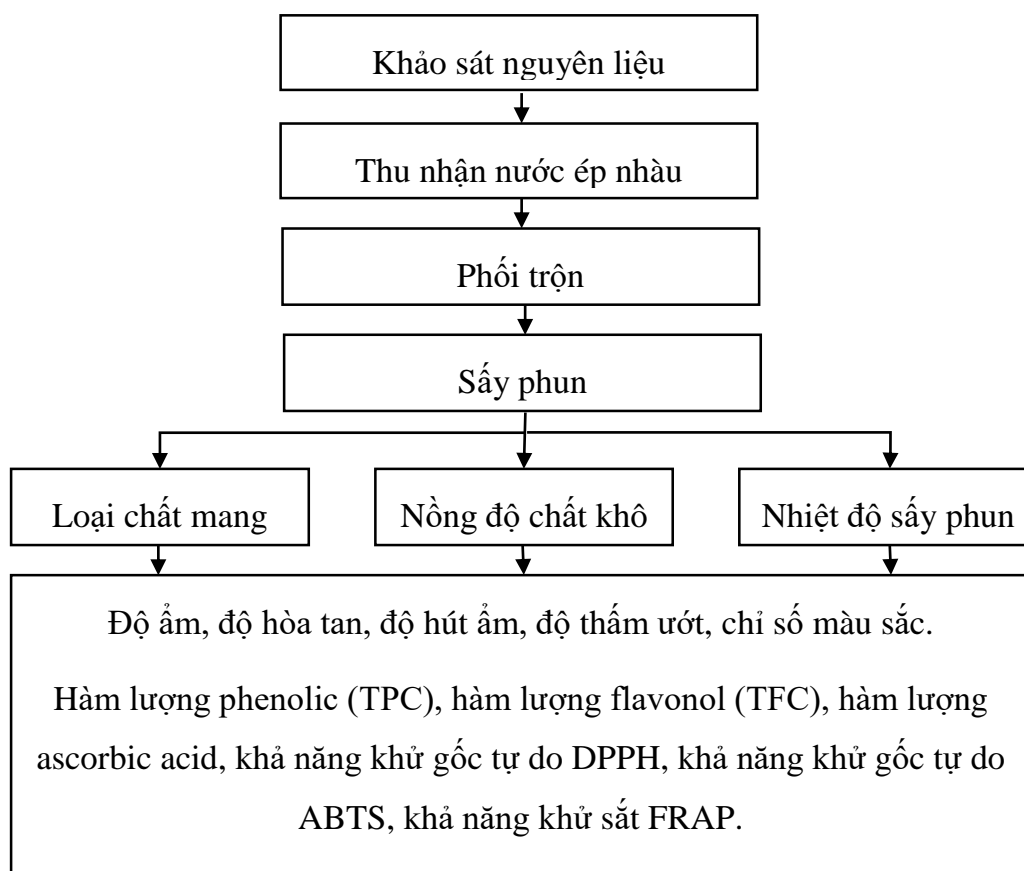 Khảo sát nguyên liệu
Thu nhận nước ép nhàu
Phối trộn
Sấy phun
Loại chất mang
Nồng độ chất khô
Nhiệt độ sấy phun
Độ ẩm, độ hòa tan, độ hút ẩm, độ thấm ướt, chỉ số màu sắc.
Hàm lượng phenolic (TPC), hàm lượng flavonol (TFC), hàm lượng
ascorbic acid, khả năng khử gốc tự do DPPH, khả năng khử gốc tự do
ABTS, khả năng khử sắt FRAP.